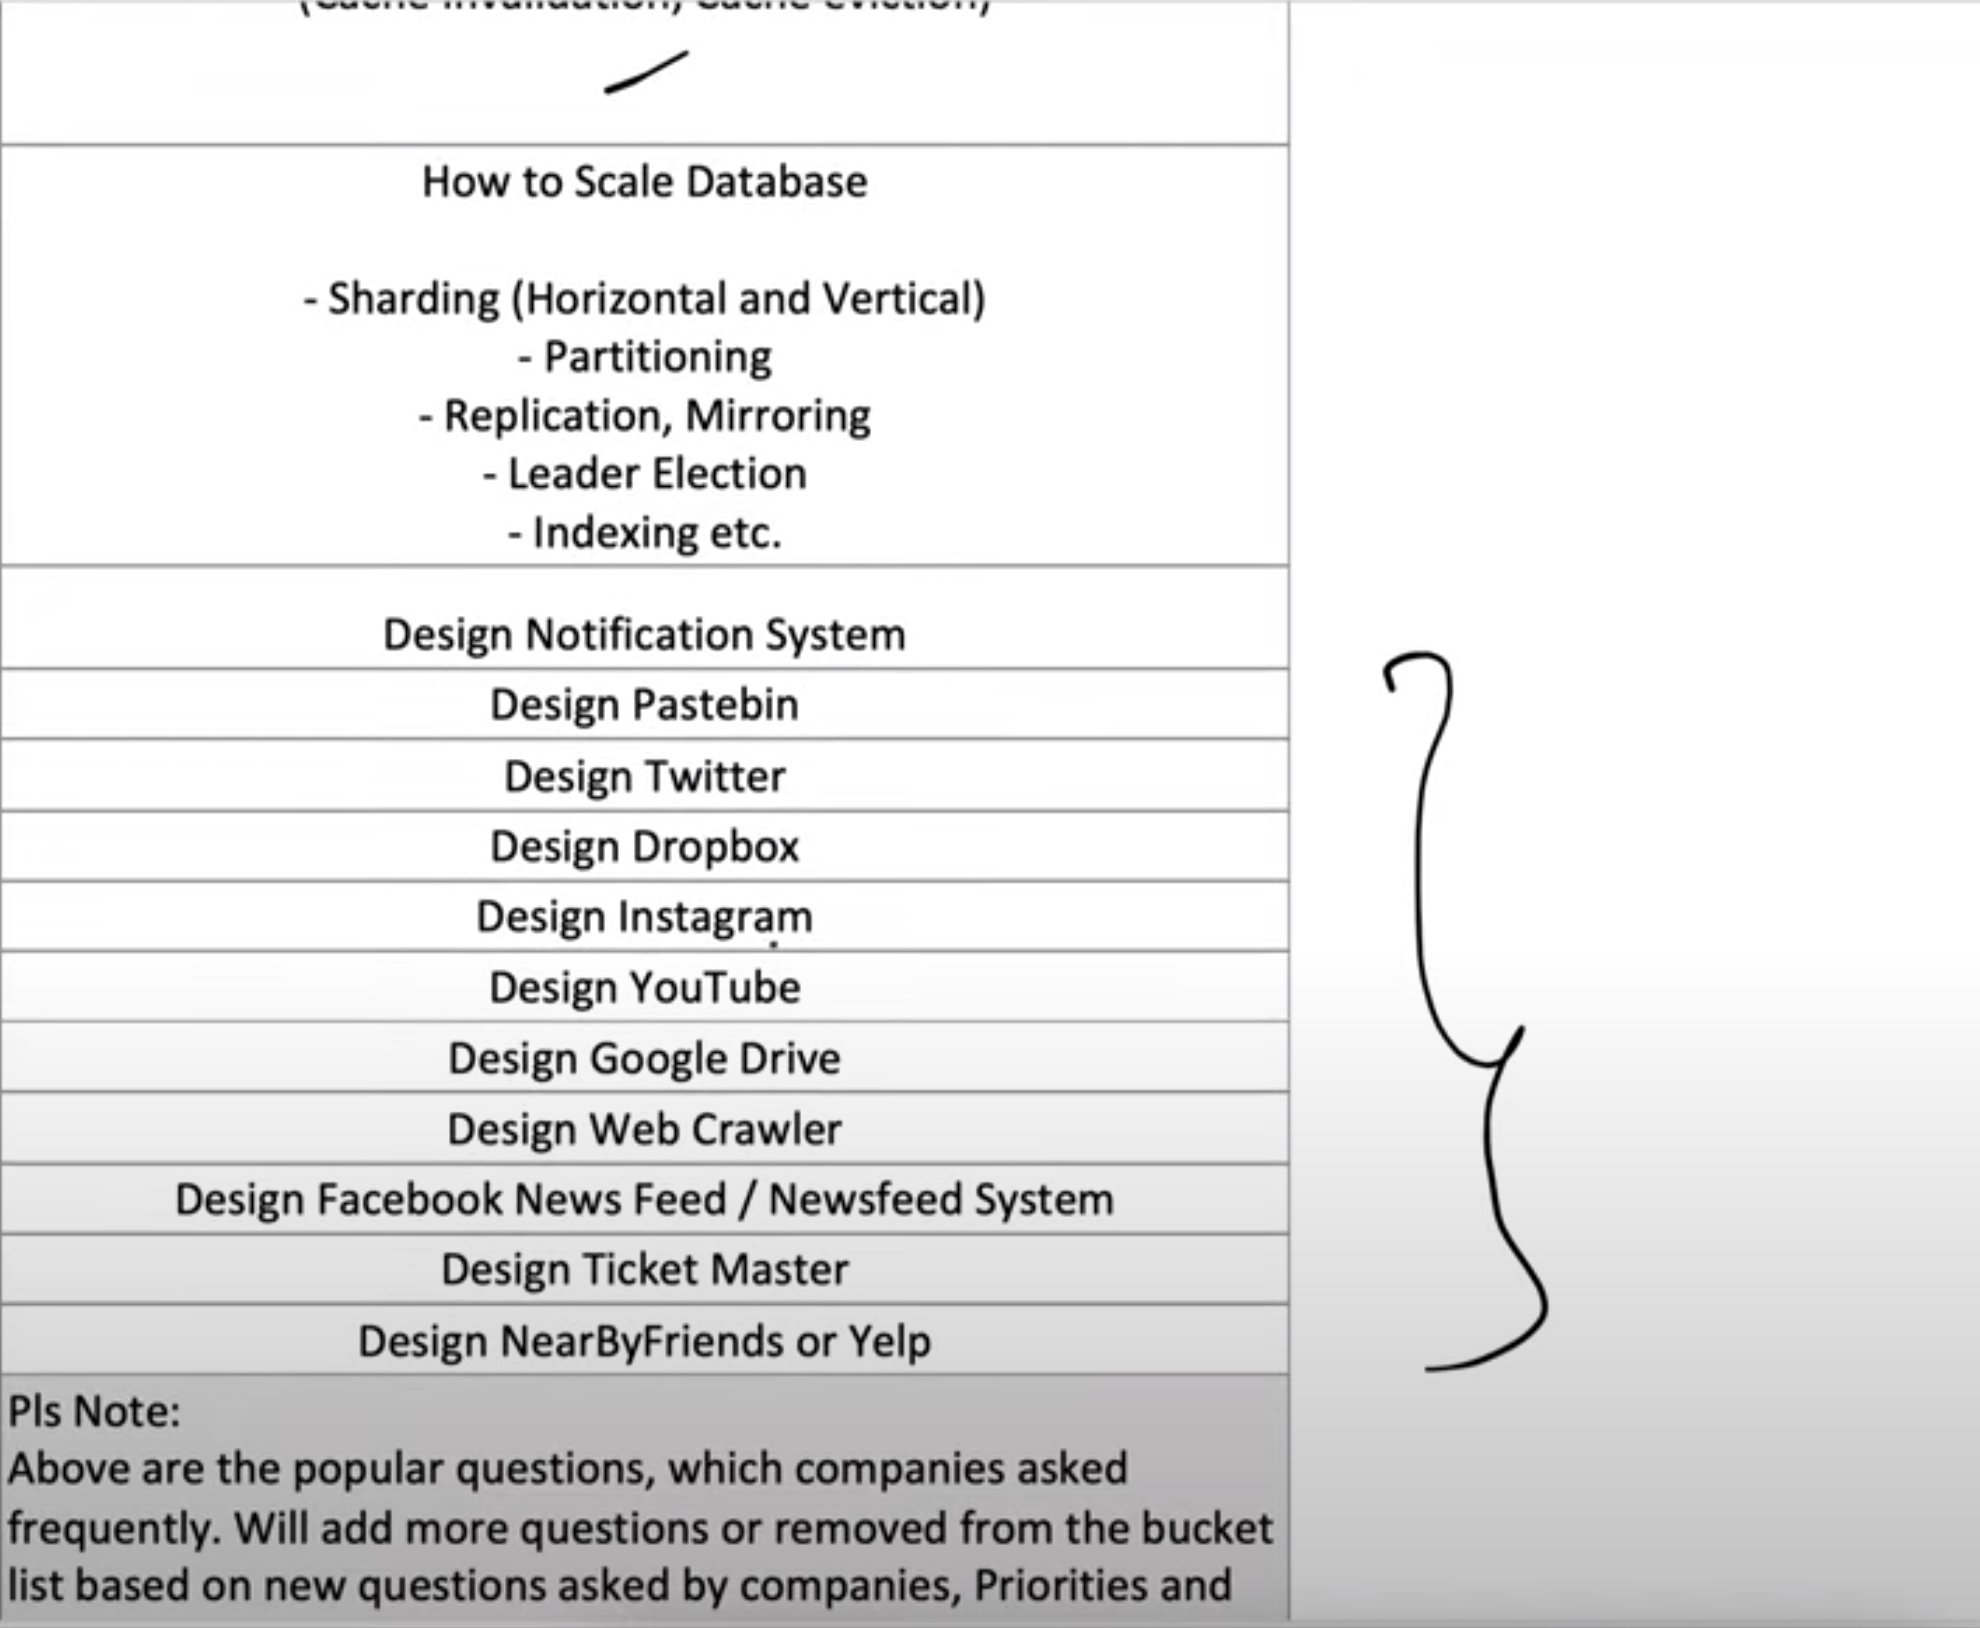 (Cache Invalidation, Cache eviction)
How to Scale Database
- Sharding (Horizontal and Vertical)
- Partitioning
- Replication, Mirroring
- Leader Election
- Indexing etc.
Design Notification System
Design Pastebin
Design Twitter
Design Dropbox
Design Instagram
Design YouTube
Design Google Drive
Design Web Crawler
Design Facebook News Feed / Newsfeed System
Design Ticket Master
Design NearByFriends or Yelp
Pls Note:
Above are the popular questions, which companies asked
frequently. Will add more questions or removed from the bucket
list based on new questions asked by companies, Priorities and